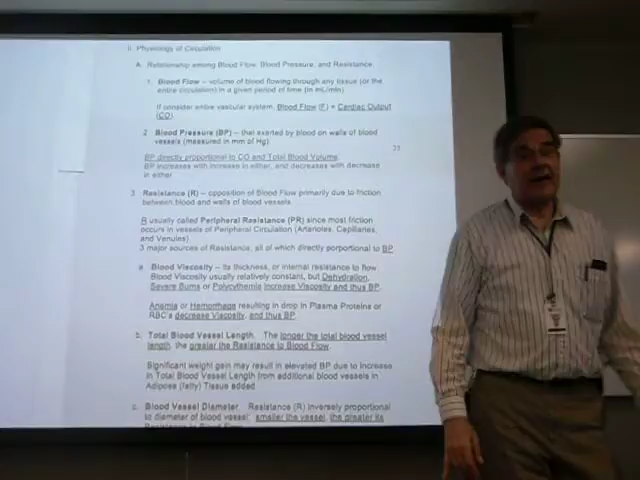 II. Physiology of Circulation
A. Relationship among Blood Flow, Blood Pressure, and Resistance
1. Blood Flow – volume of blood flowing through any tissue (or the
entire circulation) in a given period of time (in mL/min)
If consider entire vascular system, Blood Flow (F) = Cardiac Output
(CO)
2 Blood Pressure (BP) – that exerted by blood on walls of blood
vessels (measured in mm of Hg)
33
BP directly proportional to CO and Total Blood Volume.
BP increases with increase in either, and decreases with decrease
in either
3 Resistance (R) – opposition of Blood Flow primarily due to friction
between blood and walls of blood vessels
R usually called Peripheral Resistance (PR) since most friction
occurs in vessels of Peripheral Circulation (Arterioles, Capillaries,
and Venules)
3 major sources of Resistance, all of which directly proportional to BP
a Blood Viscosity – its thickness, or internal resistance to flow
Blood Viscosity usually relatively constant, but Dehydration,
Severe Burns or Polycythemia increase Viscosity and thus BP
Anemia or Hemorrhage resulting in drop in Plasma Proteins or
RBC's decrease Viscosity, and thus BP
b. Total Blood Vessel Length. The longer the total blood vessel
length, the greater the Resistance to Blood Flow.
Significant weight gain may result in elevated BP due to increase
in Total Blood Vessel Length from additional blood vessels in
Adipose (fatty) Tissue added
c. Blood Vessel Diameter. Resistance (R) inversely proportional
to diameter of blood vessel; smaller the vessel, the greater its
Resistance to Blood Flow